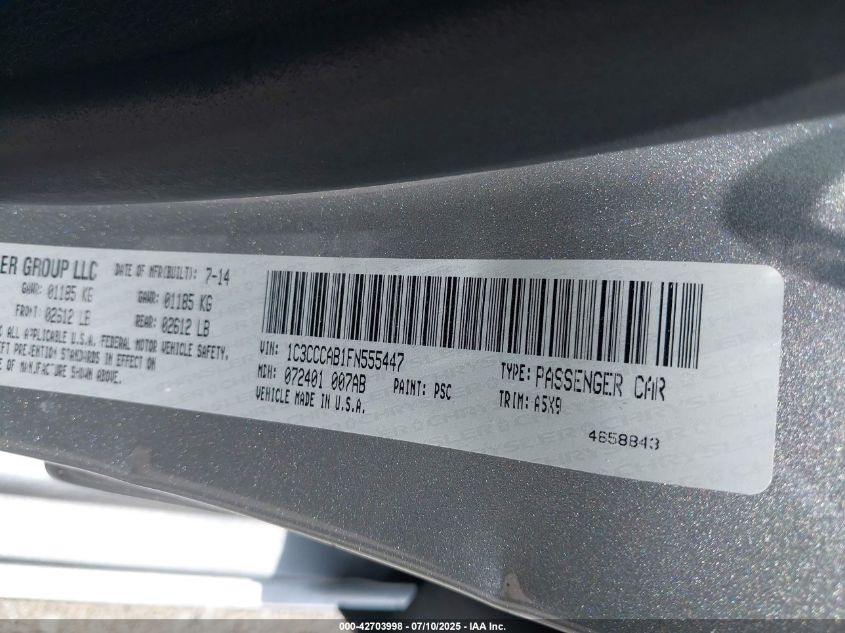 ER GROUP LLC DATE OF MFR(BUILT): 7-14
GAWR: 01185 KG GAWR: 01185 KG
FRONT: 02612 LB REAR: 02612 LB
ALL APPLICABLE U.S.A. FEDERAL MOTOR VEHICLE SAFETY,
EFT PREVENTION STANDARDS IN EFFECT ON
E OF MANUFACTURE SHOWN ABOVE.
VIN: 1C3CCCAB1FN555447
MDH: 072401 007AB PAINT: PSC
VEHICLE MADE IN U.S.A.
TYPE: PASSENGER CAR
TRIM: A5X9
4658843
000-42703998 - 07/10/2025 - IAA Inc.